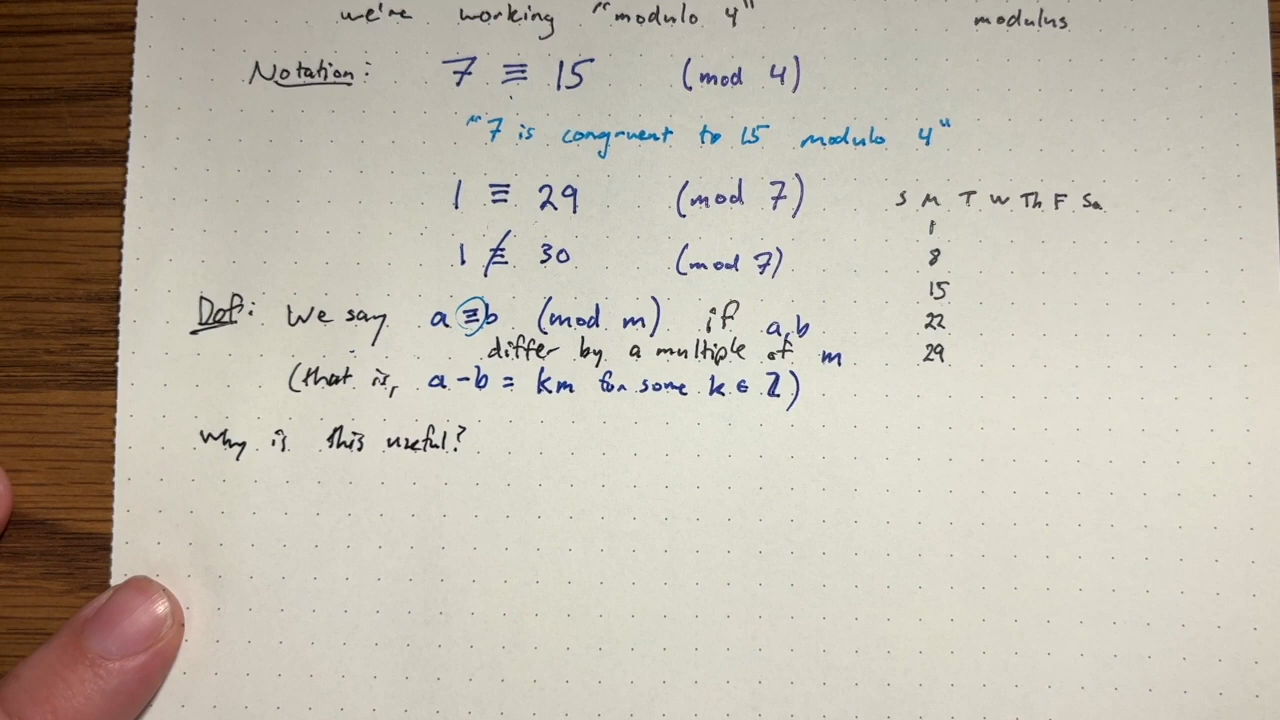 we're working "modulo 4" modulus
Notation: 7 ≡ 15 (mod 4)
"7 is congruent to 15 modulo 4"
1 ≡ 29 (mod 7)
1 ≢ 30 (mod 7)
S M T W Th F Sa
1
8
15
22
29
Def: We say a ≡ b (mod m) if a, b
differ by a multiple of m
(that is, a - b = km for some k ∈ ℤ)
Why is this useful?